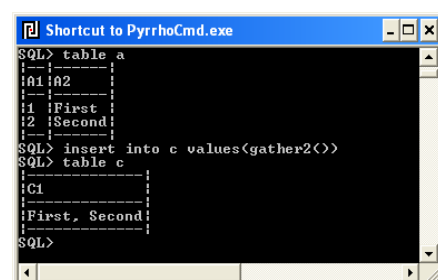 Shortcut to PyrrhoCmd.exe
SQL> table a
|--|------|
|A1|A2    |
|--|------|
|1 |First |
|2 |Second|
|--|------|
SQL> insert into c values(gather2())
SQL> table c
|-------------|
|C1           |
|-------------|
|First, Second|
|-------------|
SQL>